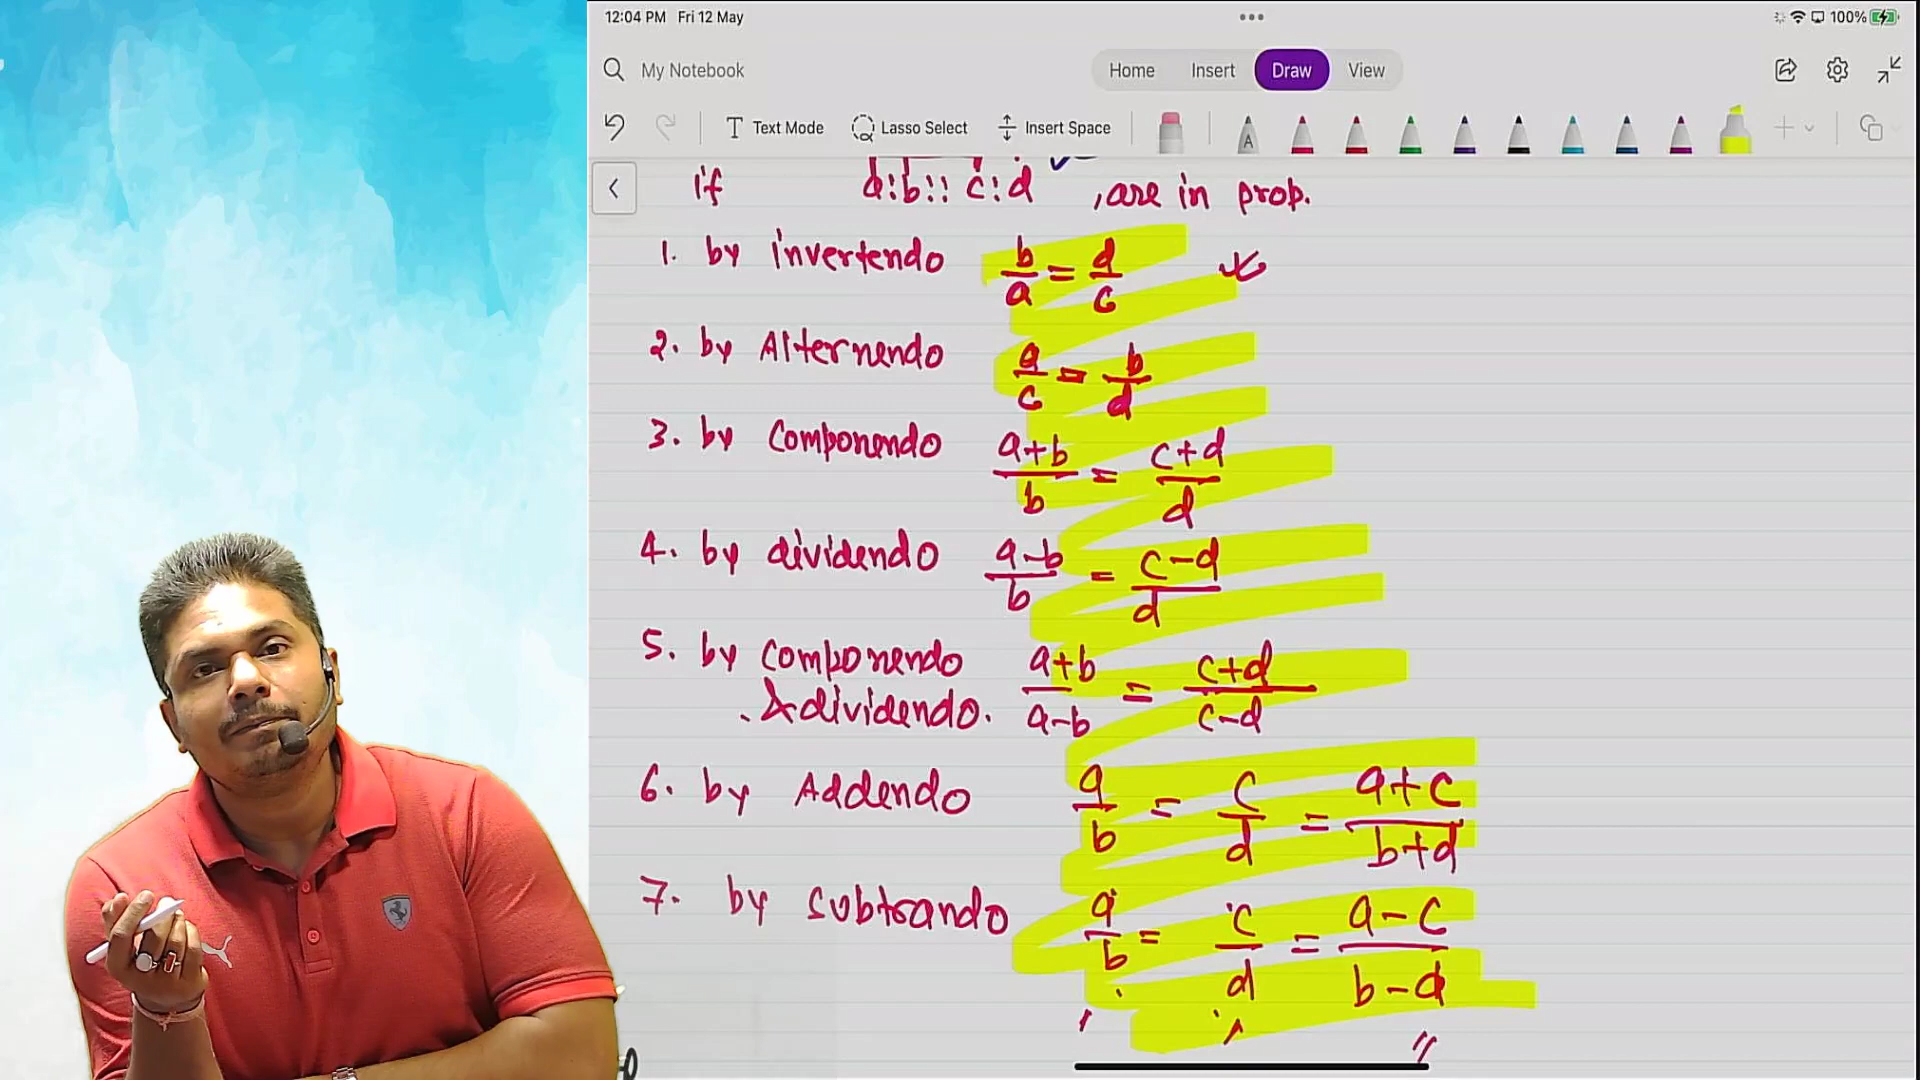 12:04 PM Fri 12 May
100%
My Notebook
Home Insert Draw View
Text Mode Lasso Select Insert Space
A
if a:b::c:d , are in prop.
1. by invertendo b/a = d/c
2. by Alternendo a/c = b/d
3. by componendo a+b/b = c+d/d
4. by dividendo a-b/b = c-d/d
5. by componendo
& dividendo. a+b/a-b = c+d/c-d
6. by Addendo a/b = c/d = a+c/b+d
7. by subtrando a/b = c/d = a-c/b-d